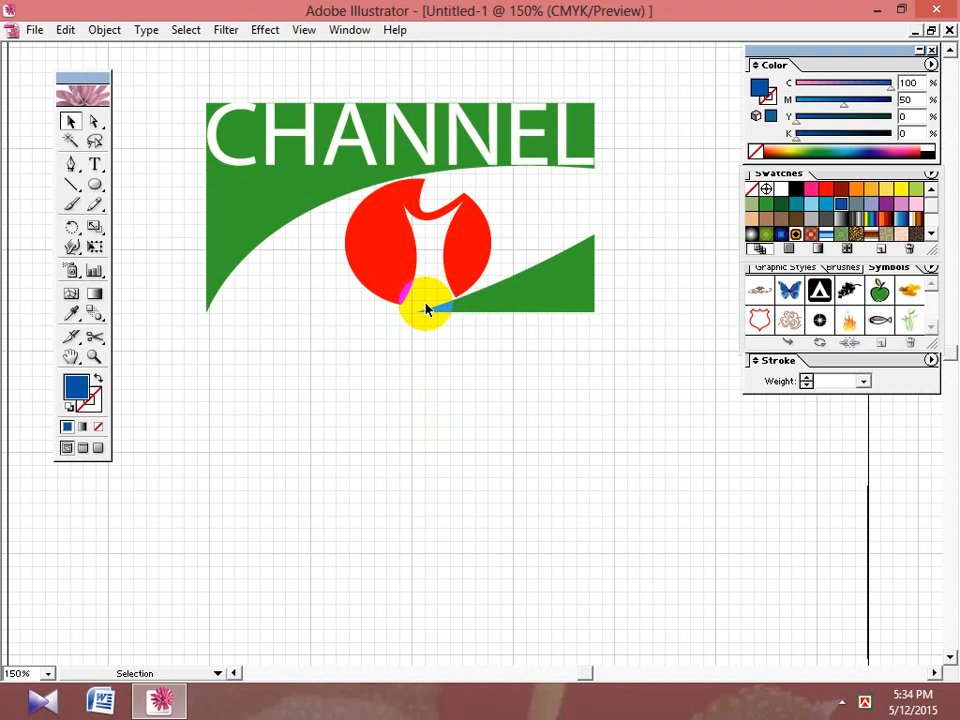 Adobe Illustrator - [Untitled-1 @ 150% (CMYK/Preview) ]
File Edit Object Type Select Filter Effect View Window Help
Color
C 100 %
M 50 %
Y 0 %
K 0 %
CHANNEL
Swatches
Graphic Styles Brushes Symbols
Stroke
Weight:
T
150% Selection
5:34 PM
5/12/2015